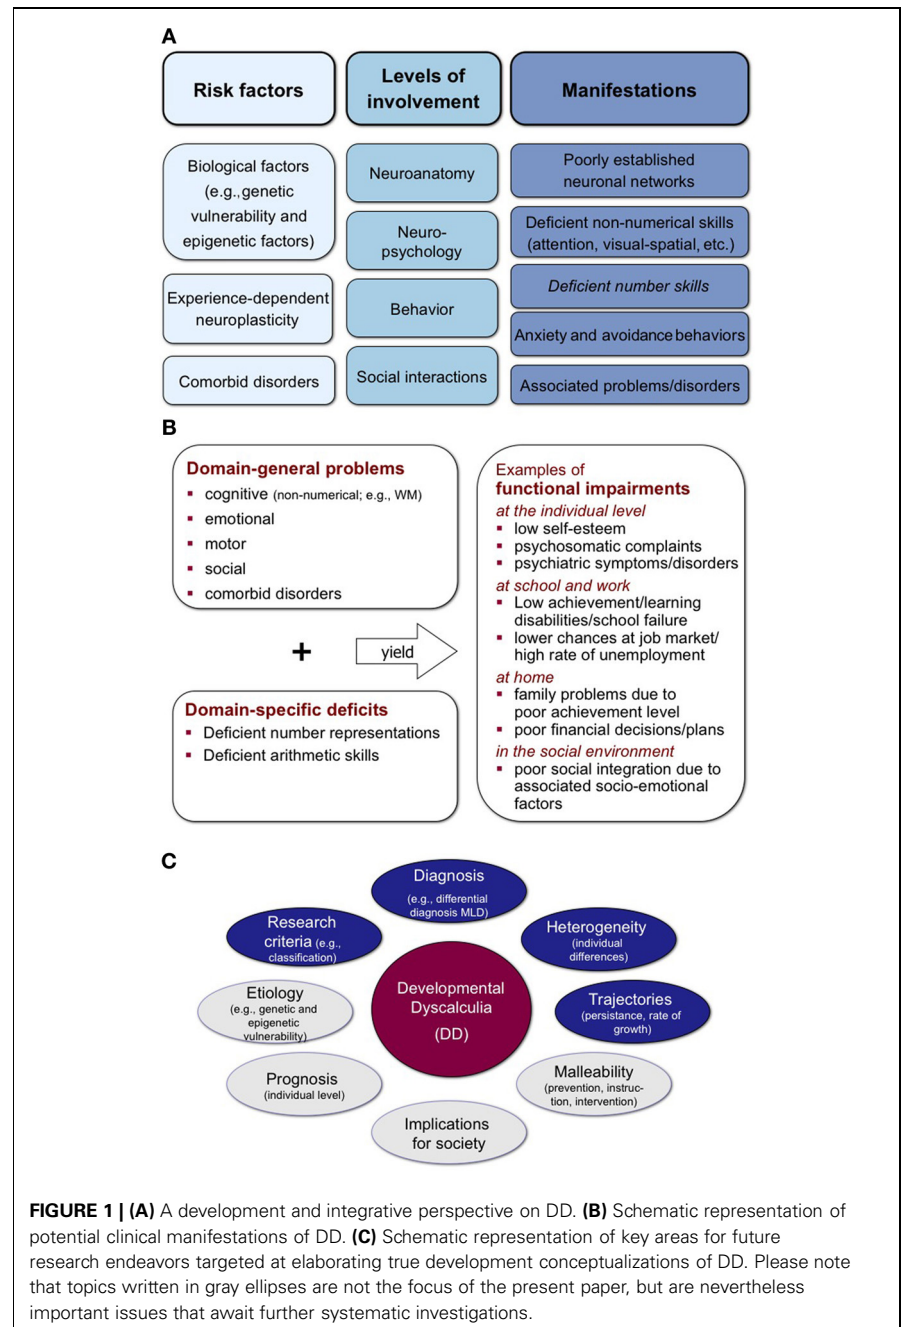 A
Risk factors
Levels of
involvement
Manifestations
Biological factors
(e.g., genetic
vulnerability and
epigenetic factors)
Experience-dependent
neuroplasticity
Comorbid disorders
Neuroanatomy
Neuro-
psychology
Behavior
Social interactions
Poorly established
neuronal networks
Deficient non-numerical skills
(attention, visual-spatial, etc.)
Deficient number skills
Anxiety and avoidance behaviors
Associated problems/disorders
B
Domain-general problems
▪ cognitive (non-numerical; e.g., WM)
▪ emotional
▪ motor
▪ social
▪ comorbid disorders
+
yield
Domain-specific deficits
▪ Deficient number representations
▪ Deficient arithmetic skills
Examples of
functional impairments
at the individual level
▪ low self-esteem
▪ psychosomatic complaints
▪ psychiatric symptoms/disorders
at school and work
▪ Low achievement/learning
disabilities/school failure
▪ lower chances at job market/
high rate of unemployment
at home
▪ family problems due to
poor achievement level
▪ poor financial decisions/plans
in the social environment
▪ poor social integration due to
associated socio-emotional
factors
C
Diagnosis
(e.g., differential
diagnosis MLD)
Research
criteria (e.g.,
classification)
Heterogeneity
(individual
differences)
Etiology
(e.g., genetic and
epigenetic
vulnerability)
Developmental
Dyscalculia
(DD)
Trajectories
(persistance, rate of
growth)
Prognosis
(individual level)
Malleability
(prevention, instruc-
tion, intervention)
Implications
for society
FIGURE 1 | (A) A development and integrative perspective on DD. (B) Schematic representation of
potential clinical manifestations of DD. (C) Schematic representation of key areas for future
research endeavors targeted at elaborating true development conceptualizations of DD. Please note
that topics written in gray ellipses are not the focus of the present paper, but are nevertheless
important issues that await further systematic investigations.